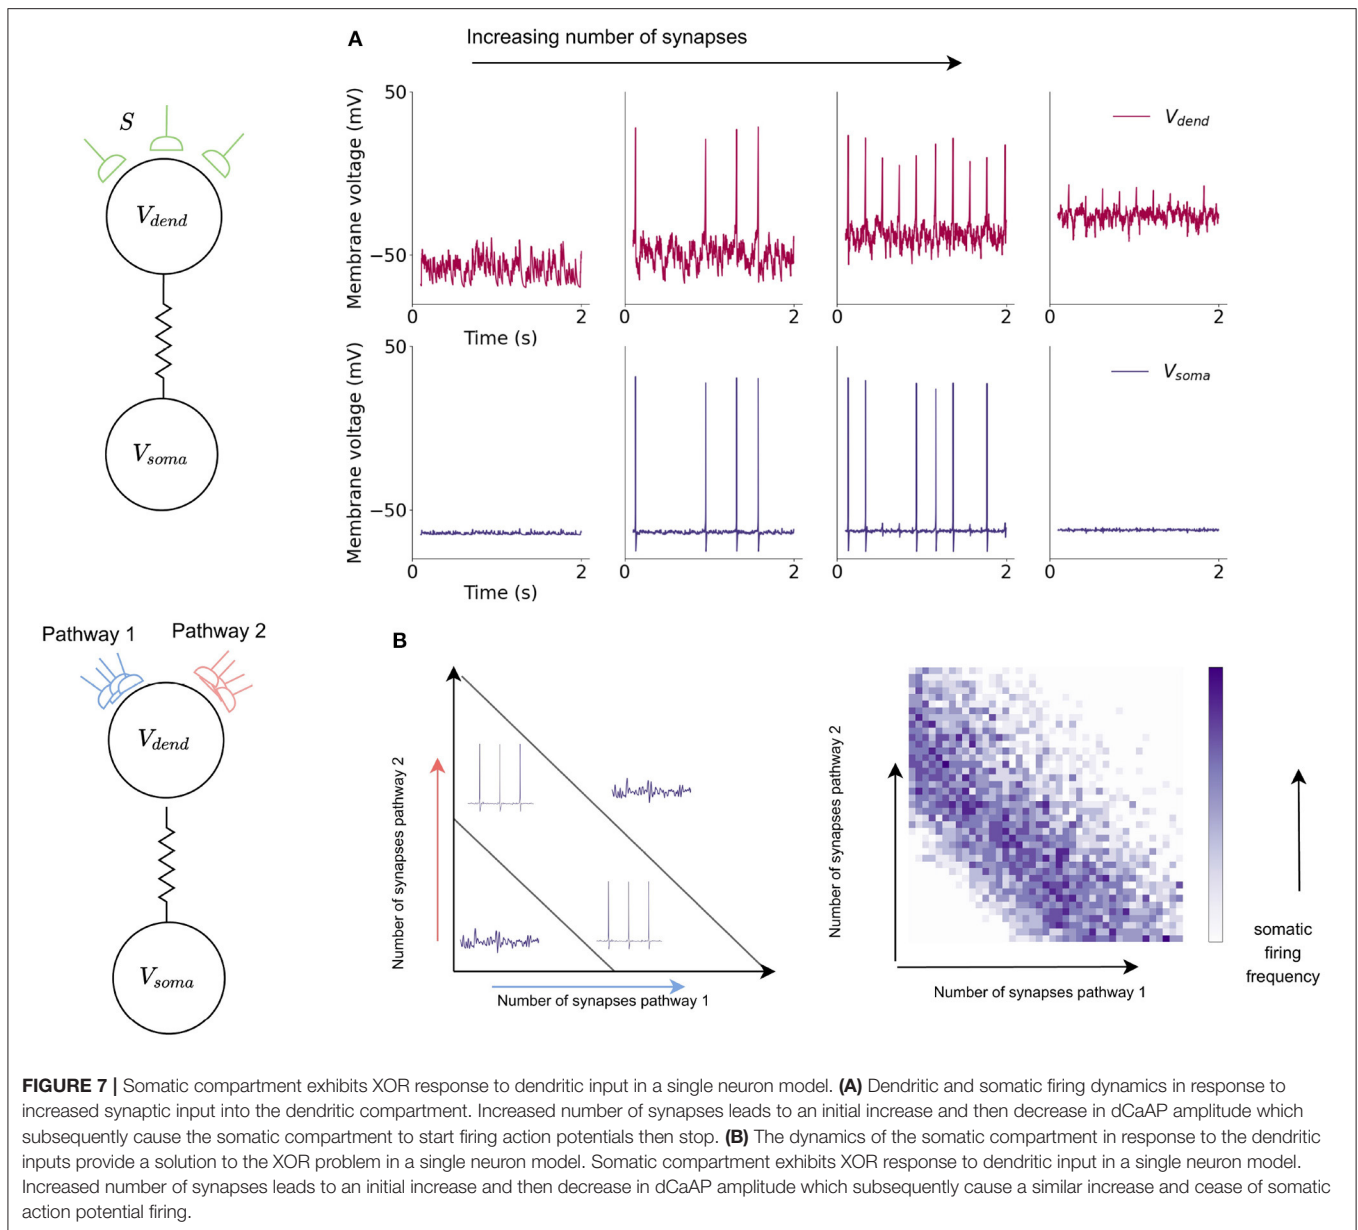 A
Increasing number of synapses
S
V_dend
V_soma
Membrane voltage (mV)
50
−50
V_dend
0
2
0
2
0
2
0
2
Time (s)
Membrane voltage (mV)
50
−50
V_soma
0
2
0
2
0
2
0
2
Time (s)
Pathway 1
Pathway 2
V_dend
V_soma
B
Number of synapses pathway 2
Number of synapses pathway 1
Number of synapses pathway 2
Number of synapses pathway 1
somatic
firing
frequency
FIGURE 7 | Somatic compartment exhibits XOR response to dendritic input in a single neuron model. (A) Dendritic and somatic firing dynamics in response to
increased synaptic input into the dendritic compartment. Increased number of synapses leads to an initial increase and then decrease in dCaAP amplitude which
subsequently cause the somatic compartment to start firing action potentials then stop. (B) The dynamics of the somatic compartment in response to the dendritic
inputs provide a solution to the XOR problem in a single neuron model. Somatic compartment exhibits XOR response to dendritic input in a single neuron model.
Increased number of synapses leads to an initial increase and then decrease in dCaAP amplitude which subsequently cause a similar increase and cease of somatic
action potential firing.